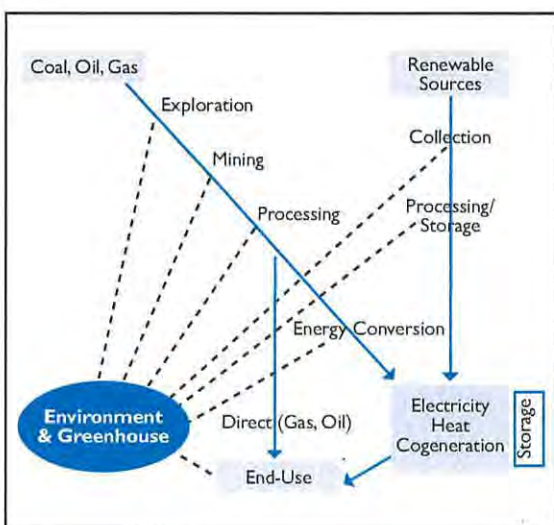 Coal, Oil, Gas
Renewable
Sources
Exploration
Collection
Mining
Processing
Processing/
Storage
Energy Conversion
Environment
& Greenhouse
Direct (Gas, Oil)
Electricity
Heat
Cogeneration
Storage
End-Use